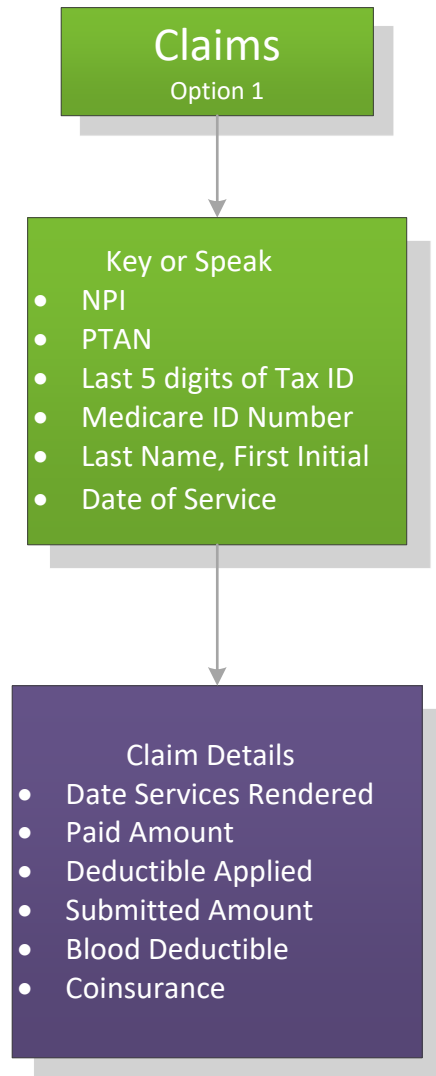 Claims
Option 1
Key or Speak
• NPI
• PTAN
• Last 5 digits of Tax ID
• Medicare ID Number
• Last Name, First Initial
• Date of Service
Claim Details
• Date Services Rendered
• Paid Amount
• Deductible Applied
• Submitted Amount
• Blood Deductible
• Coinsurance